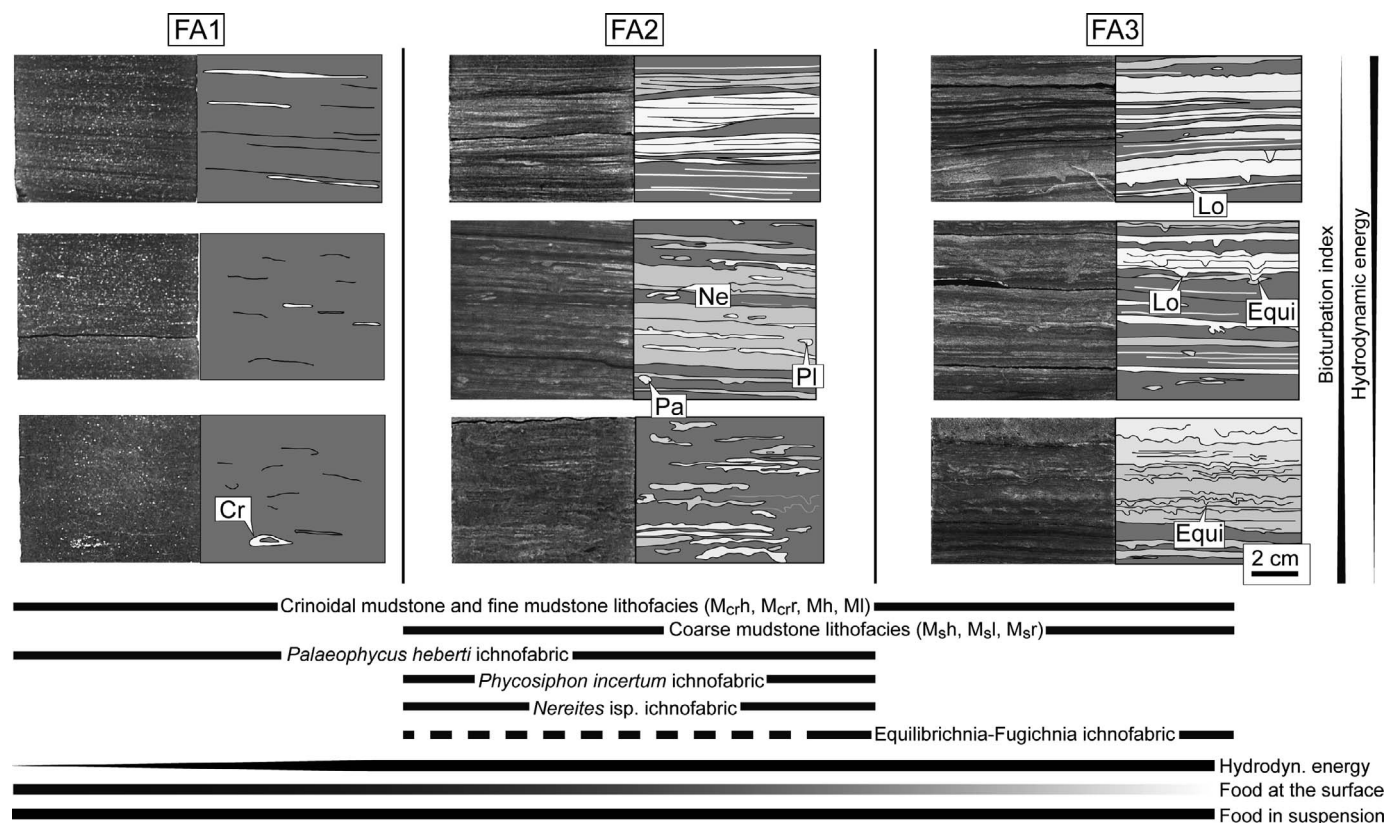 FA1
FA2
FA3
Lo
Ne
Pl
Pa
Lo
Equi
Cr
Equi
2 cm
Bioturbation index
Hydrodynamic energy
Crinoidal mudstone and fine mudstone lithofacies (Mcrh, Mcrr, Mh, Ml)
Coarse mudstone lithofacies (Msh, Msl, Msr)
Palaeophycus heberti ichnofabric
Phycosiphon incertum ichnofabric
Nereites isp. ichnofabric
Equilibrichnia-Fugichnia ichnofabric
Hydrodyn. energy
Food at the surface
Food in suspension